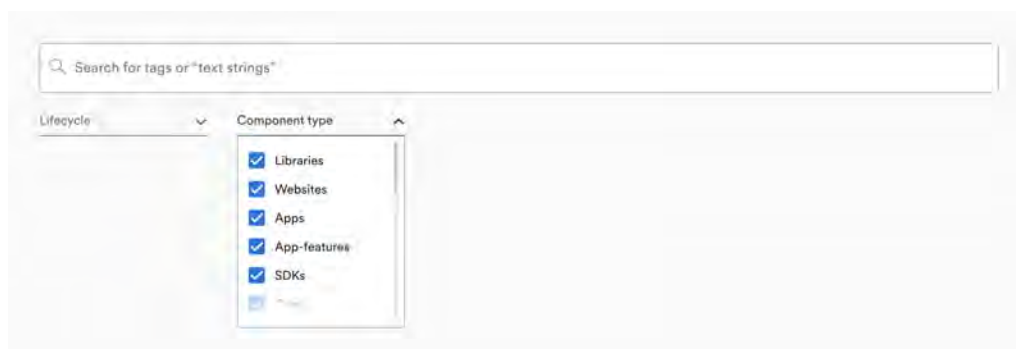 Search for tags or "text strings"
Lifecycle
Component type
Libraries
Websites
Apps
App-features
SDKs